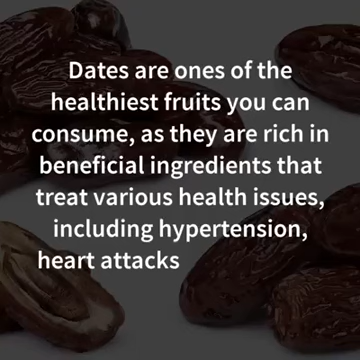 Dates are ones of the
healthiest fruits you can
consume, as they are rich in
beneficial ingredients that
treat various health issues,
including hypertension,
heart attacks